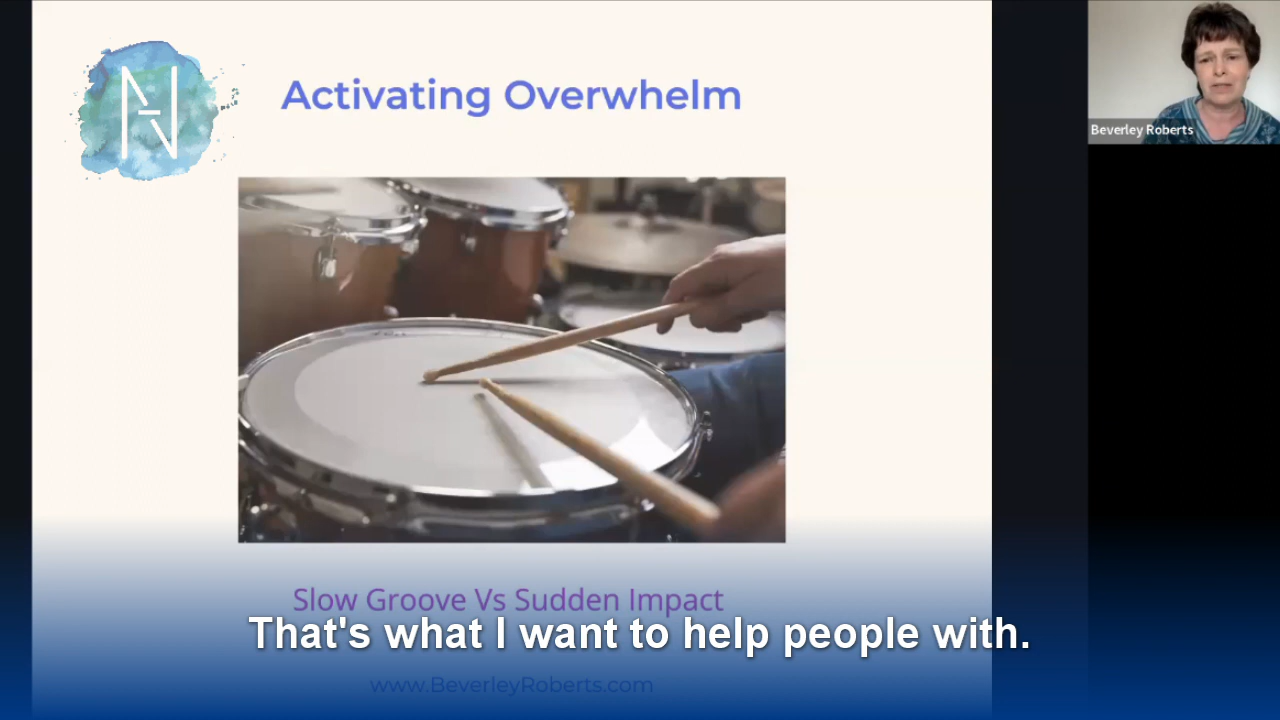 Activating Overwhelm
Beverley Roberts
Slow Groove Vs Sudden Impact
That's what I want to help people with.
www.BeverleyRoberts.com